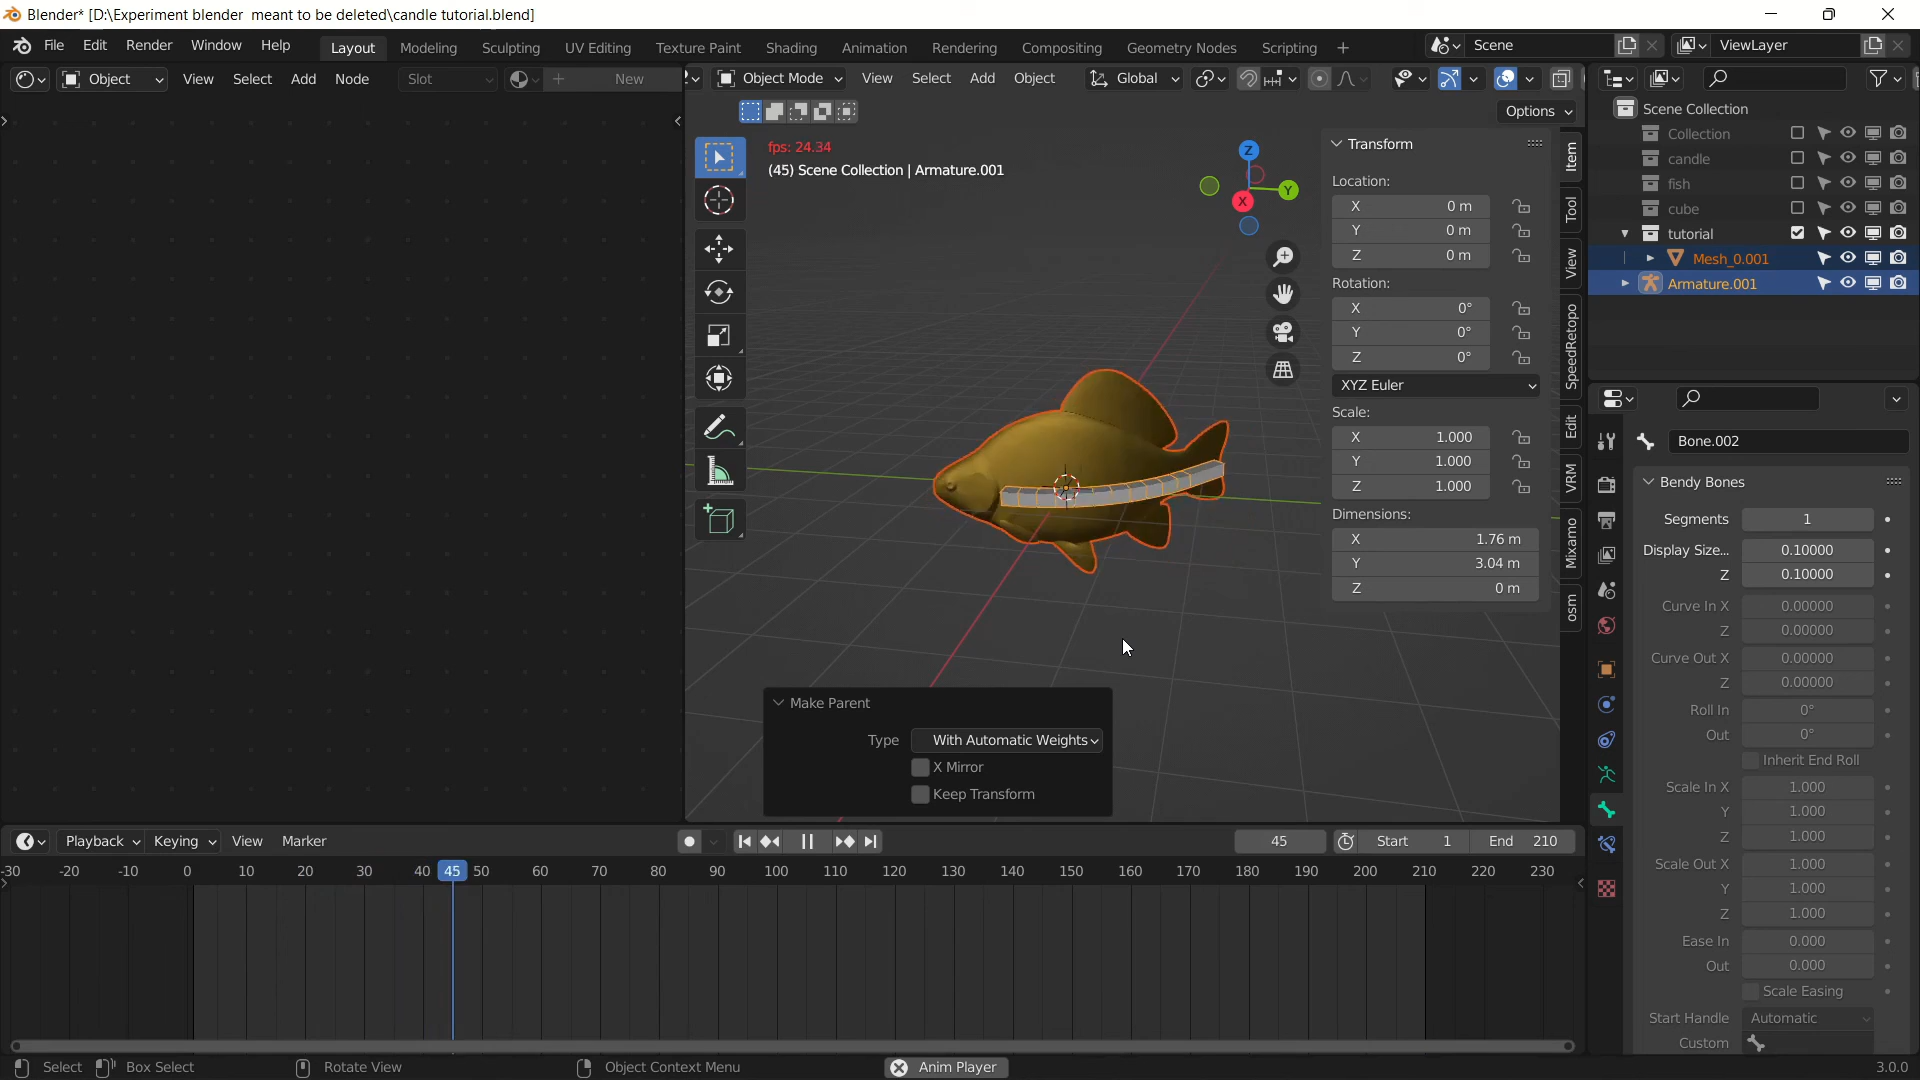 Blender* [D:\Experiment blender meant to be deleted\candle tutorial.blend]
File Edit Render Window Help Layout Modeling Sculpting UV Editing Texture Paint Shading Animation Rendering Compositing Geometry Nodes Scripting + Scene ViewLayer
Object View Select Add Node Slot + New Object Mode View Select Add Object Global
Options
Scene Collection
Collection
candle
fish
cube
tutorial
Mesh_0.001
Armature.001
fps: 24.34
(45) Scene Collection | Armature.001
Z
Y
X
Transform
Location:
X 0 m
Y 0 m
Z 0 m
Rotation:
X 0°
Y 0°
Z 0°
XYZ Euler
Scale:
X 1.000
Y 1.000
Z 1.000
Dimensions:
X 1.76 m
Y 3.04 m
Z 0 m
Item
Tool
View
SpeedRetopo
Edit
VRM
Mixamo
osm
Bone.002
Bendy Bones
Segments 1
Display Size... 0.10000
Z 0.10000
Curve In X 0.00000
Z 0.00000
Curve Out X 0.00000
Z 0.00000
Roll In 0°
Out 0°
Inherit End Roll
Scale In X 1.000
Y 1.000
Z 1.000
Scale Out X 1.000
Y 1.000
Z 1.000
Ease In 0.000
Out 0.000
Scale Easing
Start Handle Automatic
Custom
Make Parent
Type With Automatic Weights
X Mirror
Keep Transform
Playback Keying View Marker 45 Start 1 End 210
-30 -20 -10 0 10 20 30 40 45 50 60 70 80 90 100 110 120 130 140 150 160 170 180 190 200 210 220 230
Select Box Select Rotate View Object Context Menu Anim Player 3.0.0